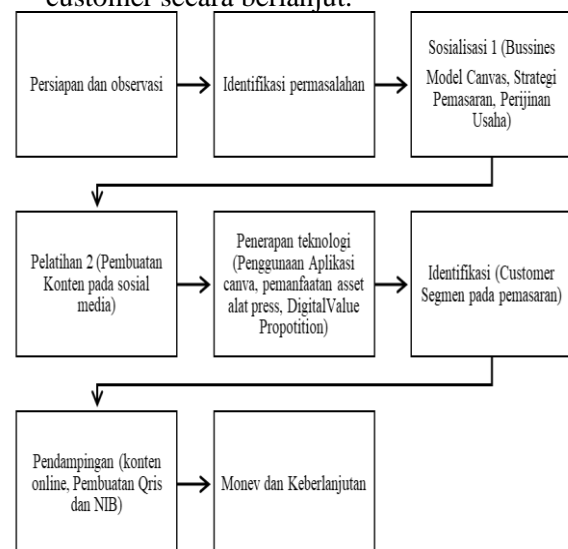 customer secara berlanjut.
Persiapan dan observasi
Identifikasi permasalahan
Sosialisasi 1 (Bussines
Model Canvas, Strategi
Pemasaran, Perijinan
Usaha)
Pelatihan 2 (Pembuatan
Konten pada sosial
media)
Penerapan teknologi
(Penggunaan Aplikasi
canva, pemanfaatan asset
alat press, DigitalValue
Propotition)
Identifikasi (Customer
Segmen pada pemasaran)
Pendampingan (konten
online, Pembuatan Qris
dan NIB)
Monev dan Keberlanjutan